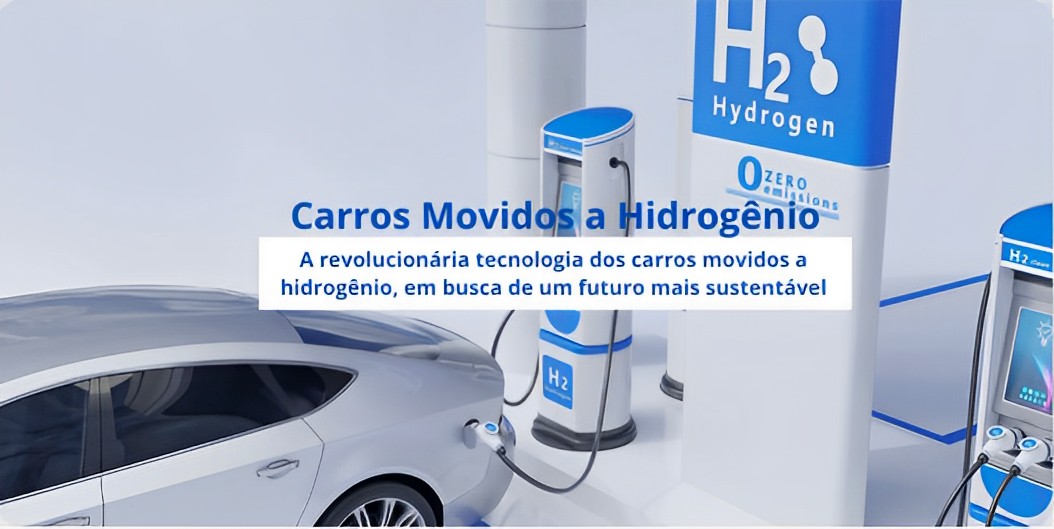 H2
Hydrogen
0 ZERO
emissions
Carros Movidos a Hidrogênio
A revolucionária tecnologia dos carros movidos a
hidrogênio, em busca de um futuro mais sustentável
H2
H2